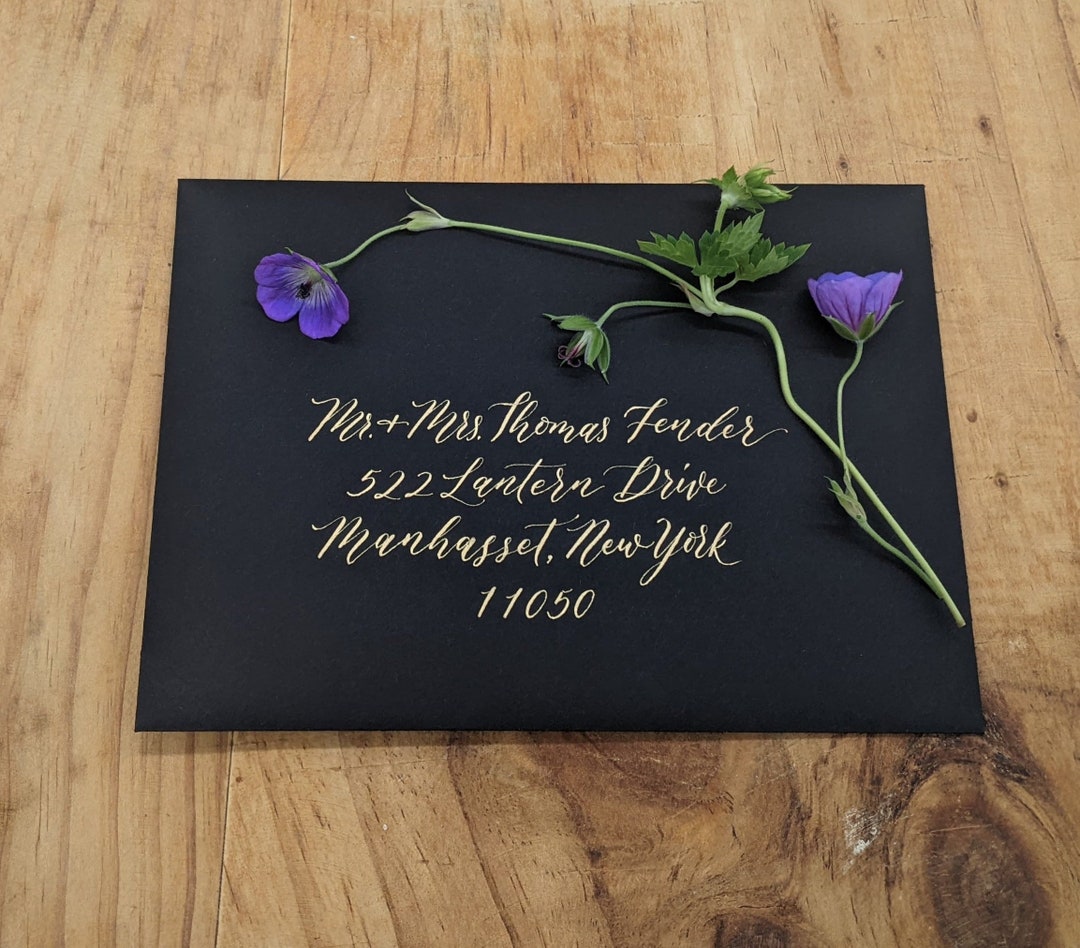 Mr. + Mrs. Thomas Fender
522 Lantern Drive
Manhasset, New York
11050